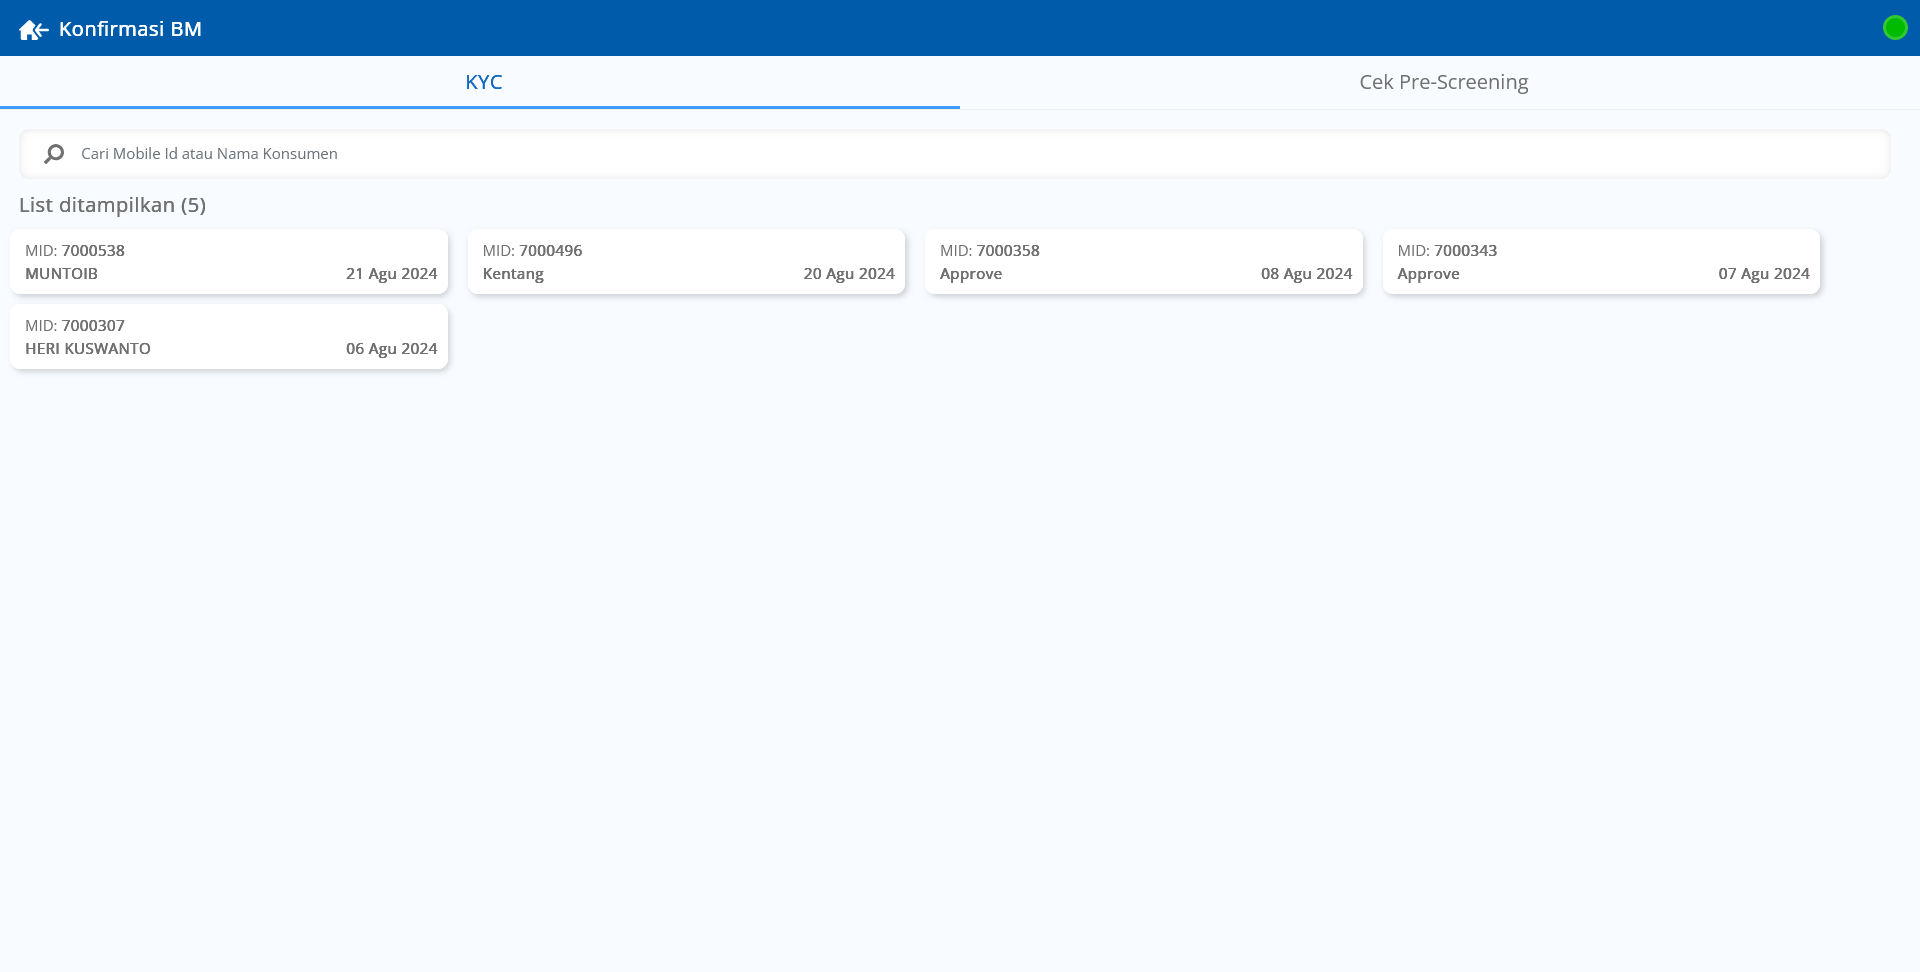 Konfirmasi BM
KYC
Cek Pre-Screening
Cari Mobile Id atau Nama Konsumen
List ditampilkan (5)
MID: 7000538
MUNTOIB 21 Agu 2024
MID: 7000496
Kentang 20 Agu 2024
MID: 7000358
Approve 08 Agu 2024
MID: 7000343
Approve 07 Agu 2024
MID: 7000307
HERI KUSWANTO 06 Agu 2024